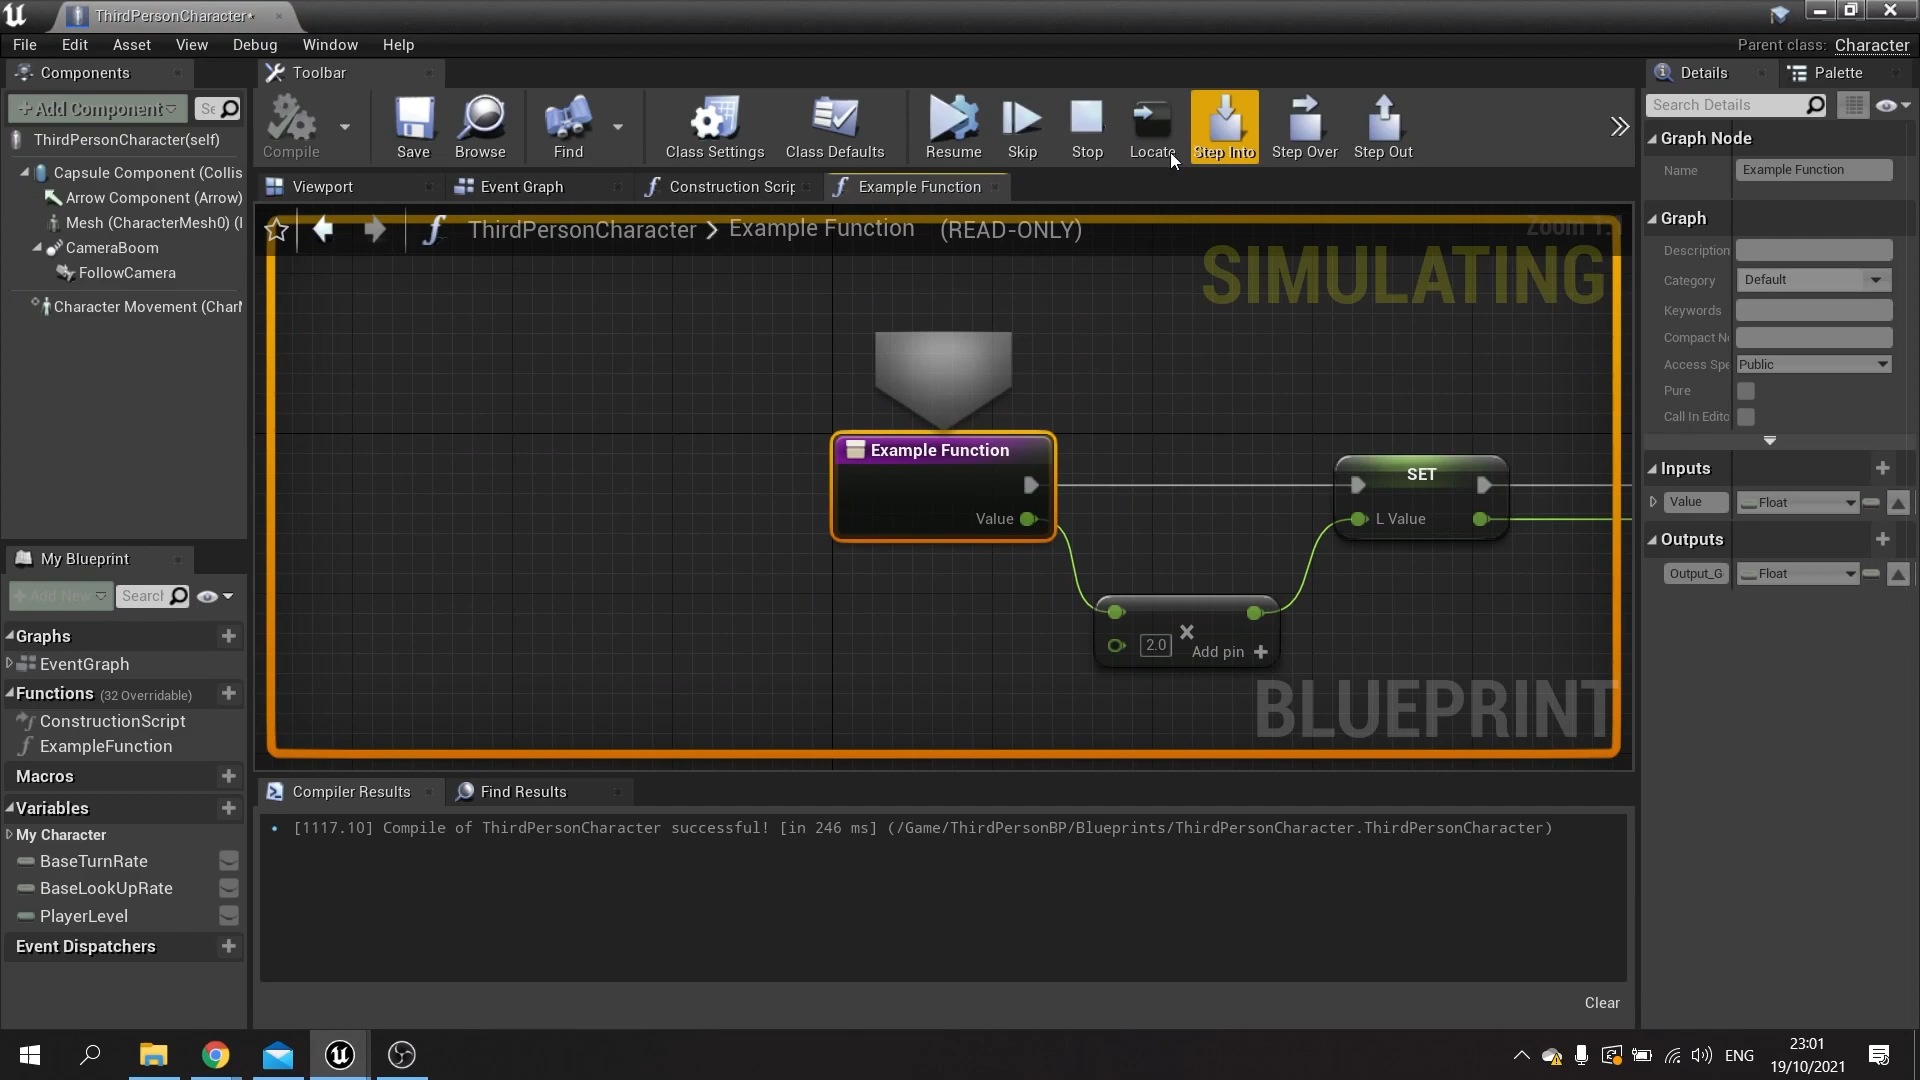 ThirdPersonCharacter*
File Edit Asset View Debug Window Help
Parent class: Character
Components
Toolbar
Details
Palette
+Add Component
Se
ThirdPersonCharacter(self)
Capsule Component (Collis
Arrow Component (Arrow)
Mesh (CharacterMesh0) (I
CameraBoom
FollowCamera
Character Movement (CharM
Compile
Save
Browse
Find
Class Settings
Class Defaults
Resume
Skip
Stop
Locate
Step Into
Step Over
Step Out
Viewport
Event Graph
Construction Scrip
Example Function
ThirdPersonCharacter > Example Function (READ-ONLY)
SIMULATING
Example Function
Value
SET
L Value
2.0
Add pin +
BLUEPRINT
My Blueprint
+Add New
Search
Graphs
EventGraph
Functions (32 Overridable)
ConstructionScript
ExampleFunction
Macros
Variables
My Character
BaseTurnRate
BaseLookUpRate
PlayerLevel
Event Dispatchers
Compiler Results
Find Results
[1117.10] Compile of ThirdPersonCharacter successful! [in 246 ms] (/Game/ThirdPersonBP/Blueprints/ThirdPersonCharacter.ThirdPersonCharacter)
Clear
Search Details
Graph Node
Name
Example Function
Graph
Description
Category
Default
Keywords
Compact N
Access Spe
Public
Pure
Call In Edito
Inputs
Value
Float
Outputs
Output_G
Float
ENG
23:01
19/10/2021